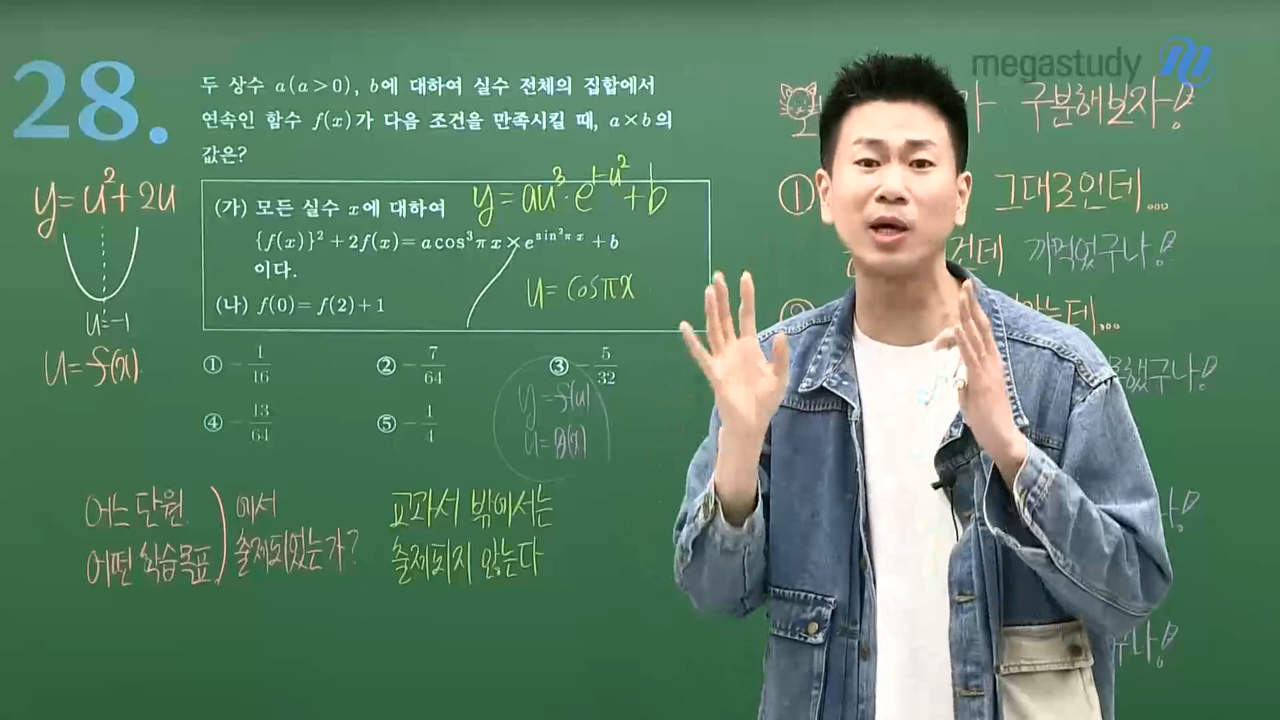 megastudy
28.
두 상수 a(a>0), b에 대하여 실수 전체의 집합에서
연속인 함수 f(x)가 다음 조건을 만족시킬 때, a×b의
값은?
(가) 모든 실수 x에 대하여
{f(x)}²+2f(x)=a cos³πx×e^{sin²πx}+b
이다.
(나) f(0)=f(2)+1
① -1/16
② -7/64
③ -5/32
④ -13/64
⑤ -1/4
y=u²+2u
u=-1
u=f(x)
y=au³·e^{1-u²}+b
u=cosπx
y=f(u)
u=g(x)
어느 단원
어떤 학습목표
에서
출제되었는가?
교과서 밖에서는
출제되지 않는다
구분해보자!
① 그대로인데...
건데 까먹었구나!
는데...
했구나!
구나!